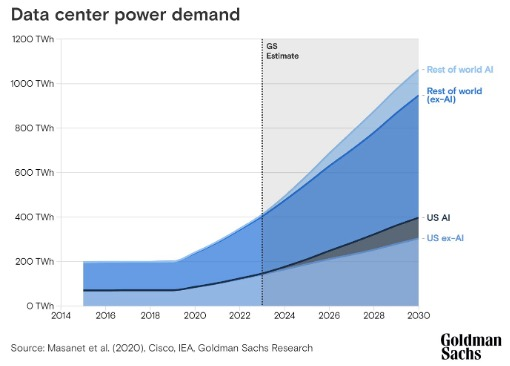 Data center power demand
1200 TWh
1000 TWh
800 TWh
600 TWh
400 TWh
200 TWh
0 TWh
GS
Estimate
Rest of world AI
Rest of world
(ex-AI)
US AI
US ex-AI
2014 2016 2018 2020 2022 2024 2026 2028 2030
Source: Masanet et al. (2020), Cisco, IEA, Goldman Sachs Research
Goldman
Sachs